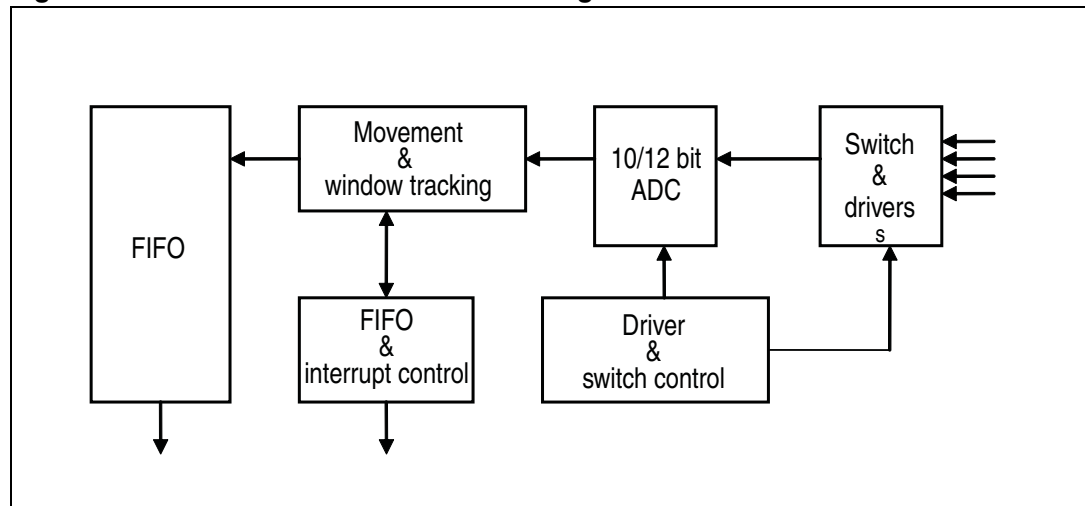 FIFO
Movement
&
window tracking
10/12 bit
ADC
Switch
&
drivers
s
FIFO
&
interrupt control
Driver
&
switch control